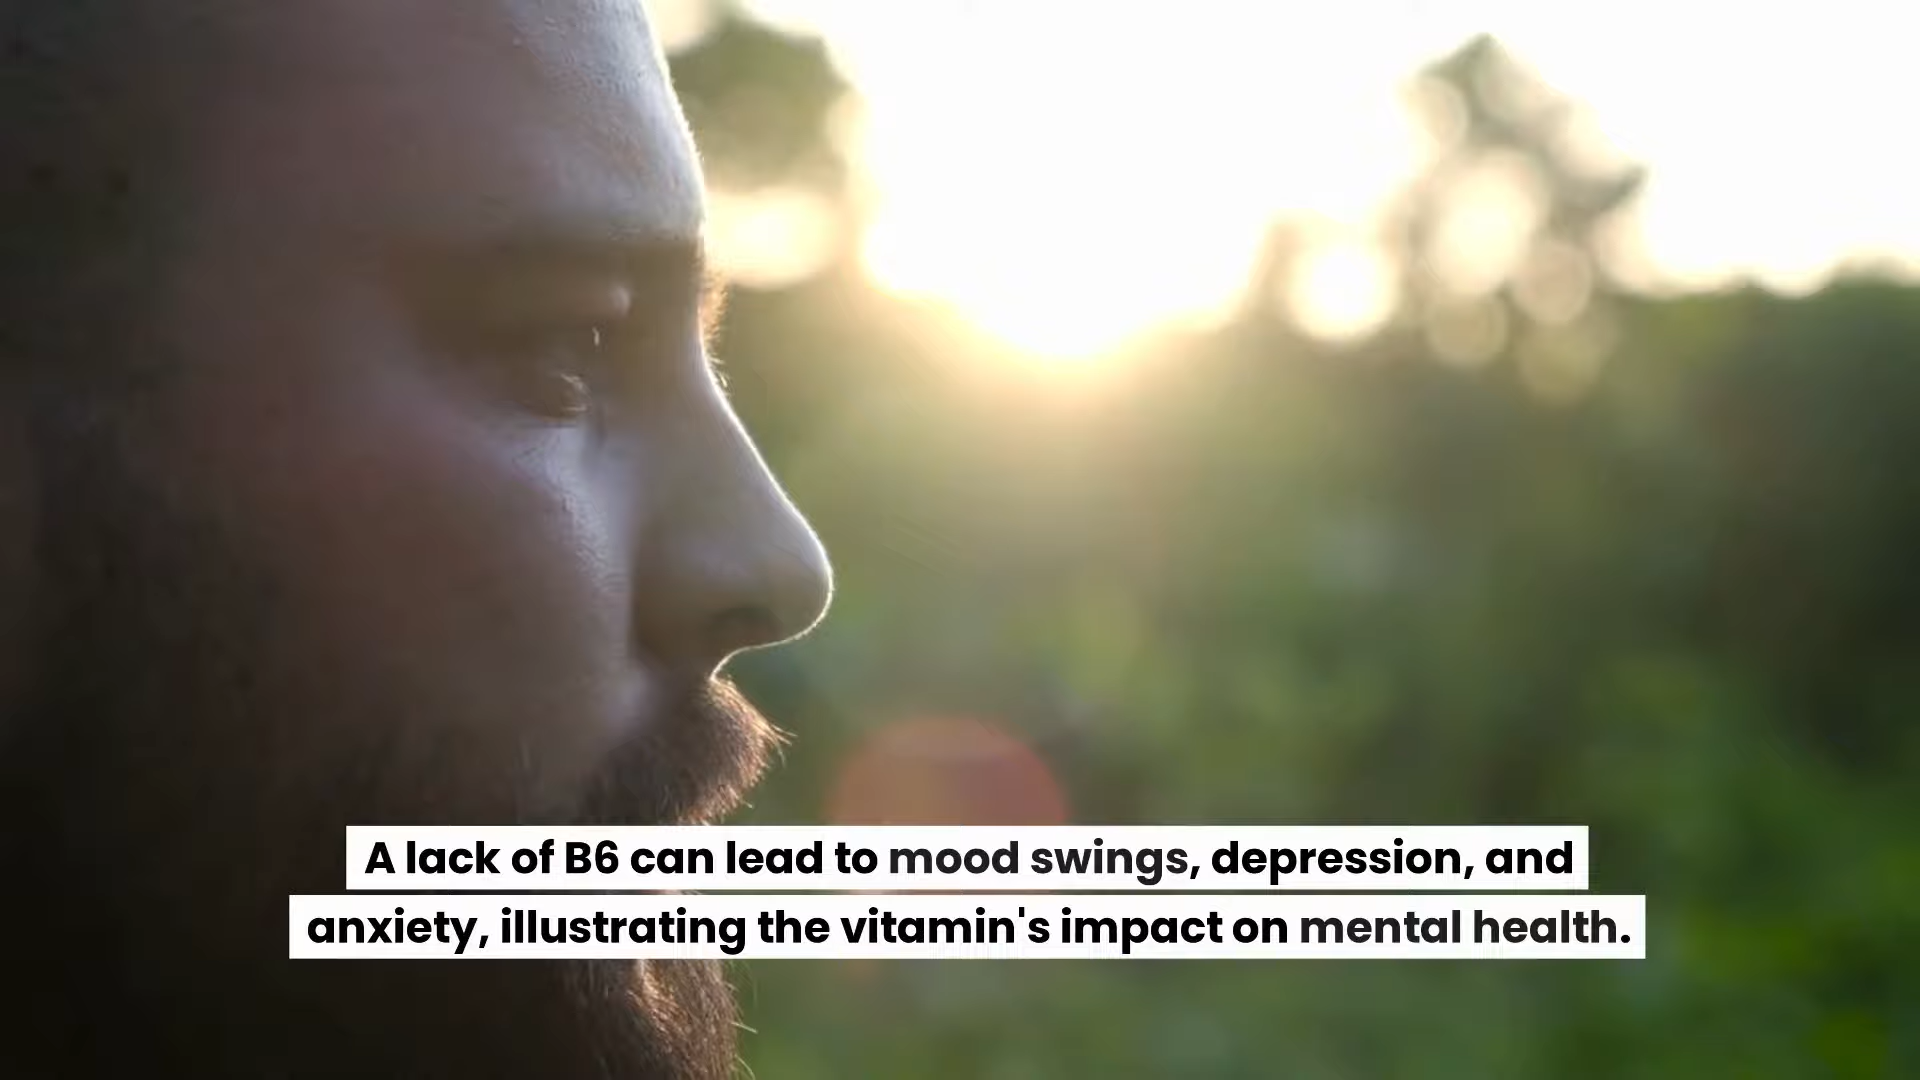 A lack of B6 can lead to mood swings, depression, and
anxiety, illustrating the vitamin's impact on mental health.